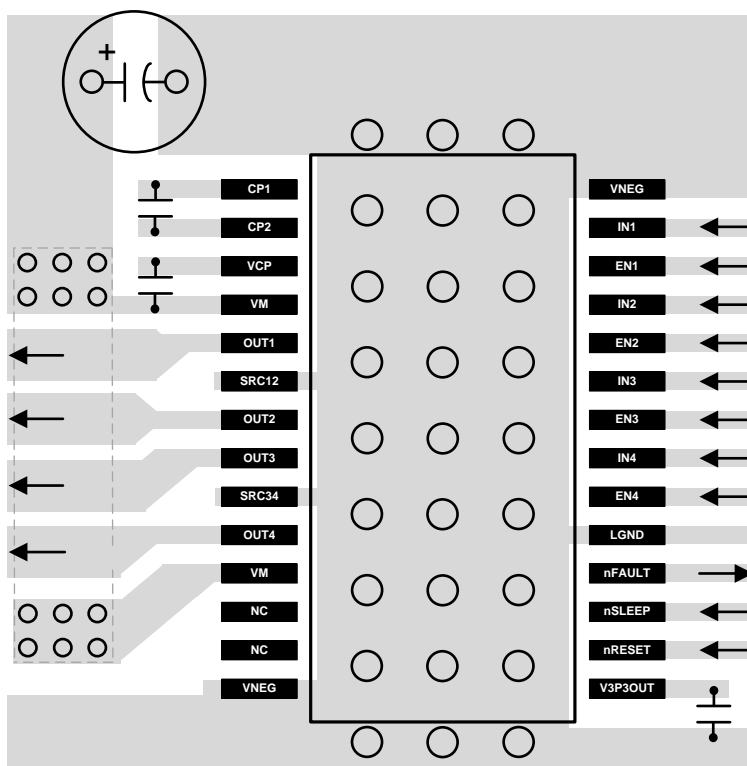 +
CP1
CP2
VCP
VM
OUT1
SRC12
OUT2
OUT3
SRC34
OUT4
VM
NC
NC
VNEG
VNEG
IN1
EN1
IN2
EN2
IN3
EN3
IN4
EN4
LGND
nFAULT
nSLEEP
nRESET
V3P3OUT